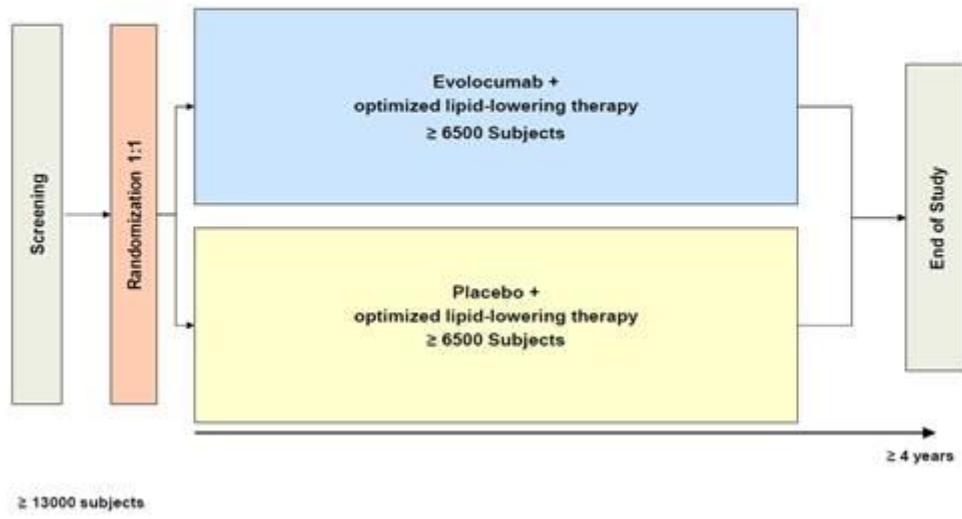 Screening
Randomization 1:1
Evolocumab +
optimized lipid-lowering therapy
≥ 6500 Subjects
Placebo +
optimized lipid-lowering therapy
≥ 6500 Subjects
End of Study
≥ 4 years
≥ 13000 subjects